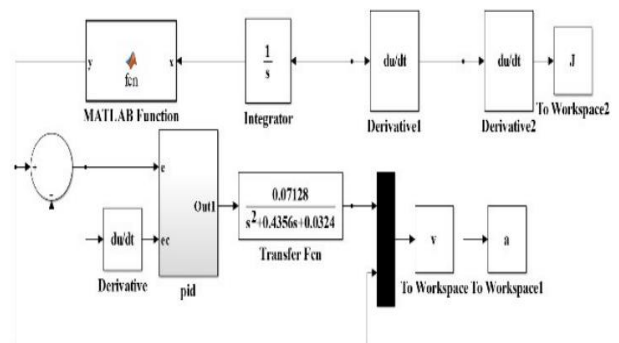 y
fcn
x
MATLAB Function
1
s
Integrator
du/dt
Derivative1
du/dt
Derivative2
J
To Workspace2
+
-
du/dt
Derivative
e
ec
Out1
pid
0.07128
s²+0.4356s+0.0324
Transfer Fcn
v
To Workspace
a
To Workspace1